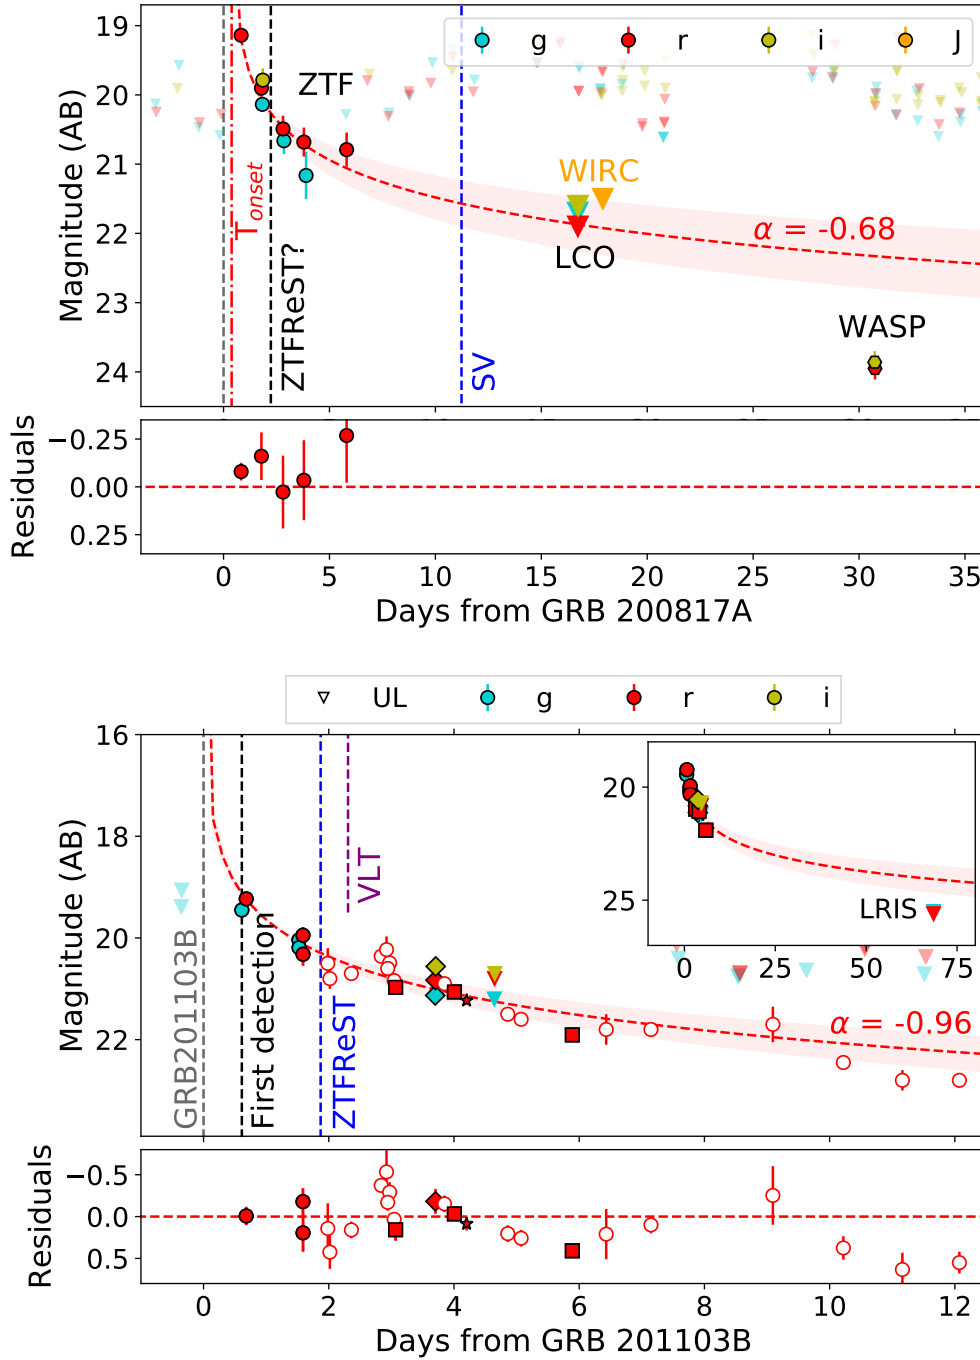 g r i J
19
20
21
22
23
24
Magnitude (AB)
T_onset
ZTF
ZTFReST?
SV
WIRC
LCO
α = -0.68
WASP
−0.25
0.00
0.25
Residuals
0 5 10 15 20 25 30 35
Days from GRB 200817A
UL g r i
16
18
20
22
Magnitude (AB)
GRB201103B
First detection
ZTFReST
VLT
20
25
LRIS
0 25 50 75
α = -0.96
−0.5
0.0
0.5
Residuals
0 2 4 6 8 10 12
Days from GRB 201103B